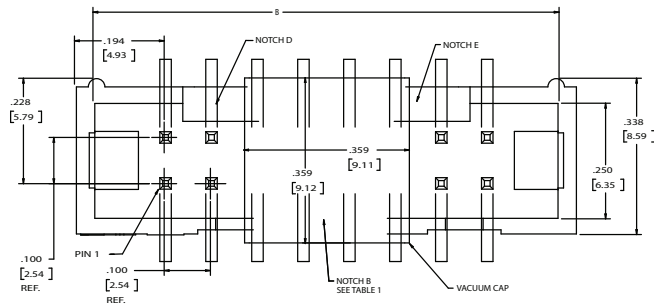 B
.194
[4.93]
NOTCH D
NOTCH E
.228
[5.79]
.338
[8.59]
.359
[9.11]
.359
[9.12]
.250
[6.35]
PIN 1
.100
[2.54]
REF.
.100
[2.54]
REF.
NOTCH B
SEE TABLE 1
VACUUM CAP